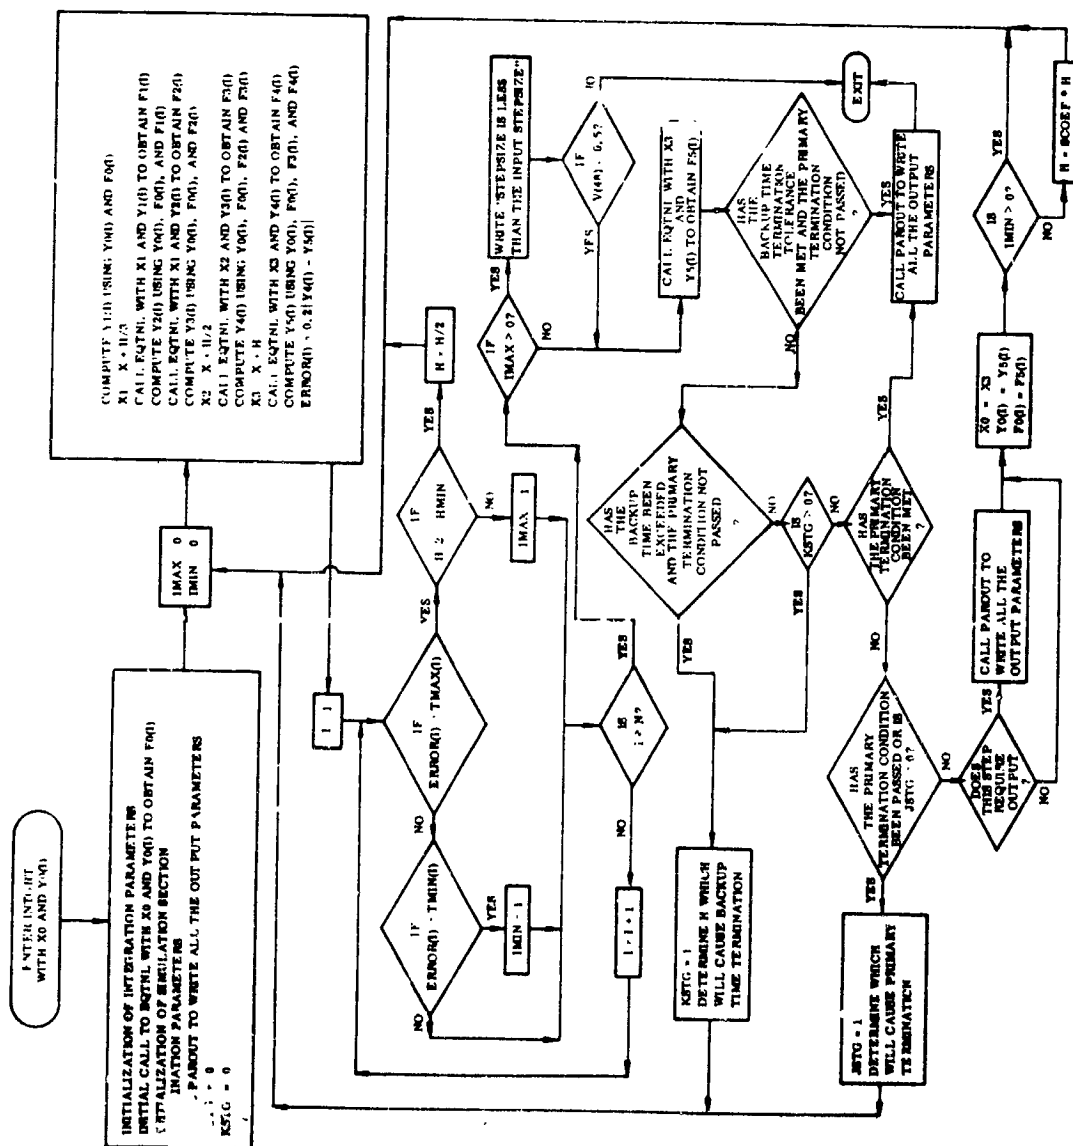 ENTER INTGRT
WITH X0 AND Y0(I)
INITIALIZATION OF INTEGRATION PARAMETERS
INITIAL CALL TO EQTNL WITH X0 AND Y0(I) TO OBTAIN F0(I)
INITIALIZATION OF SIMULATION SECTION
INATION PARAMETERS
PAROUT TO WRITE ALL THE OUT PUT PARAMETERS
= 0
KSTG = 0
IMAX 0
IMIN 0
COMPUTE Y1(I) USING Y0(I) AND F0(I)
X1 X + H/3
CALL EQTNL WITH X1 AND Y1(I) TO OBTAIN F1(I)
COMPUTE Y2(I) USING Y0(I), F0(I), AND F1(I)
CALL EQTNL WITH X1 AND Y2(I) TO OBTAIN F2(I)
COMPUTE Y3(I) USING Y0(I), F0(I), AND F2(I)
X2 X + H/2
CALL EQTNL WITH X2 AND Y3(I) TO OBTAIN F3(I)
COMPUTE Y4(I) USING Y0(I), F0(I), F2(I) AND F3(I)
X3 X + H
CALL EQTNL WITH X3 AND Y4(I) TO OBTAIN F4(I)
COMPUTE Y5(I) USING Y0(I), F0(I), F3(I), AND F4(I)
ERROR(I) - 0.2|Y4(I) - Y5(I)|
I 1
IF
ERROR(I) - TMAX(I)
YES
NO
IF
H 2 HMIN
YES
NO
H = H/2
IMAX 1
IF
ERROR(I) - TMIN(I)
YES
NO
IMIN - 1
IS
I > N?
YES
NO
I = I + 1
IF
IMAX > 0?
YES
NO
WRITE "STEPSIZE IS LESS
THAN THE INPUT STEPSIZE"
IF
V(44) - 0.5?
YES
CALL EQTNL WITH X3
AND
Y5(I) TO OBTAIN F5(I)
HAS
THE
BACKUP TIME
TERMINATION
TOLERANCE
BEEN MET AND THE PRIMARY
TERMINATION
CONDITION
NOT PASSED
?
YES
NO
EXIT
CALL PAROUT TO WRITE
ALL THE OUTPUT
PARAMETERS
HAS
THE
BACKUP
TIME BEEN
EXCEEDED
AND THE PRIMARY
TERMINATION
CONDITION NOT
PASSED
?
YES
NO
IS
KSTG > 0?
YES
NO
HAS
THE PRIMARY
TERMINATION
CONDITION
BEEN MET
?
YES
NO
KSTG = 1
DETERMINE H WHICH
WILL CAUSE BACKUP
TIME TERMINATION
HAS
THE PRIMARY
TERMINATION CONDITION
BEEN PASSED OR IS
JSTG 0?
YES
NO
JSTG = 1
DETERMINE WHICH
WILL CAUSE PRIMARY
TERMINATION
DOES
THIS STEP
REQUIRE
OUTPUT
?
YES
NO
CALL PAROUT TO
WRITE ALL THE
OUTPUT PARAMETERS
X0 = X3
Y0(I) = Y5(I)
F0(I) = F5(I)
IS
IMIN > 0?
YES
NO
H = BCOEF * H